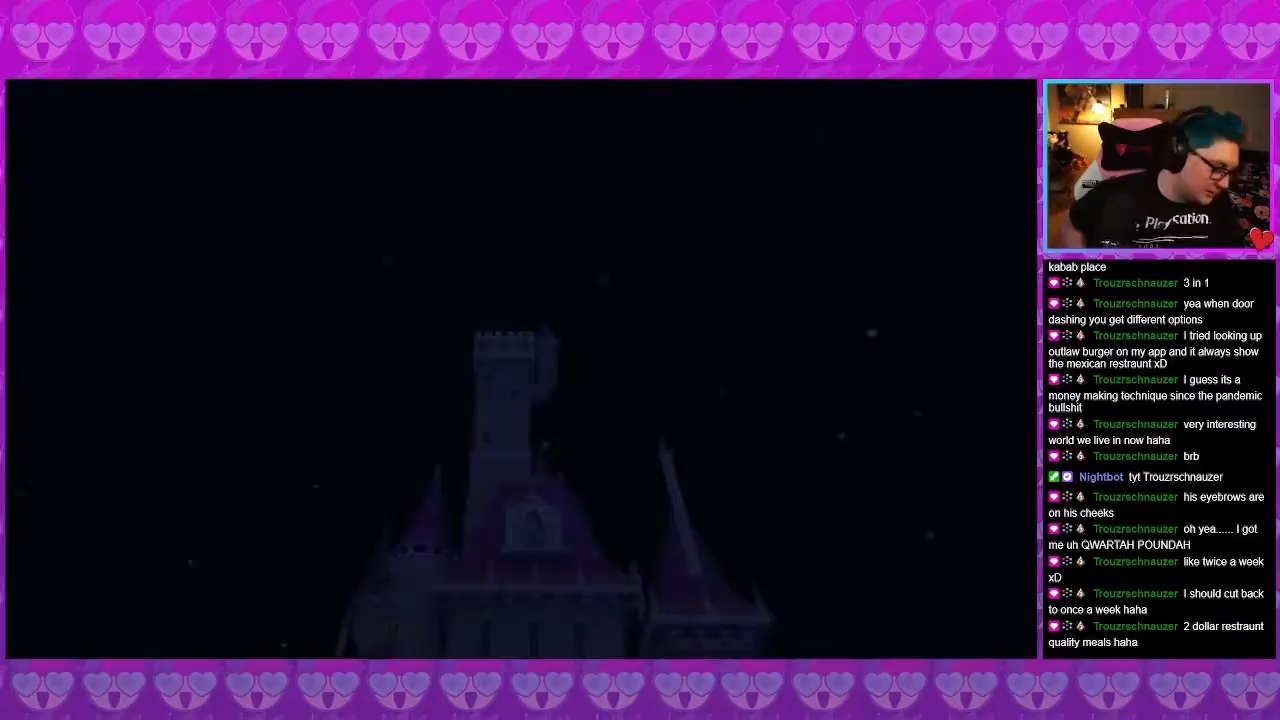 PlayStation.
kabab place
Trouzrschnauzer 3 in 1
Trouzrschnauzer yea when door
dashing you get different options
Trouzrschnauzer I tried looking up
outlaw burger on my app and it always show
the mexican restraunt xD
Trouzrschnauzer I guess its a
money making technique since the pandemic
bullshit
Trouzrschnauzer very interesting
world we live in now haha
Trouzrschnauzer brb
Nightbot tyt Trouzrschnauzer
Trouzrschnauzer his eyebrows are
on his cheeks
Trouzrschnauzer oh yea...... I got
me uh QWARTAH POUNDAH
Trouzrschnauzer like twice a week
xD
Trouzrschnauzer I should cut back
to once a week haha
Trouzrschnauzer 2 dollar restraunt
quality meals haha